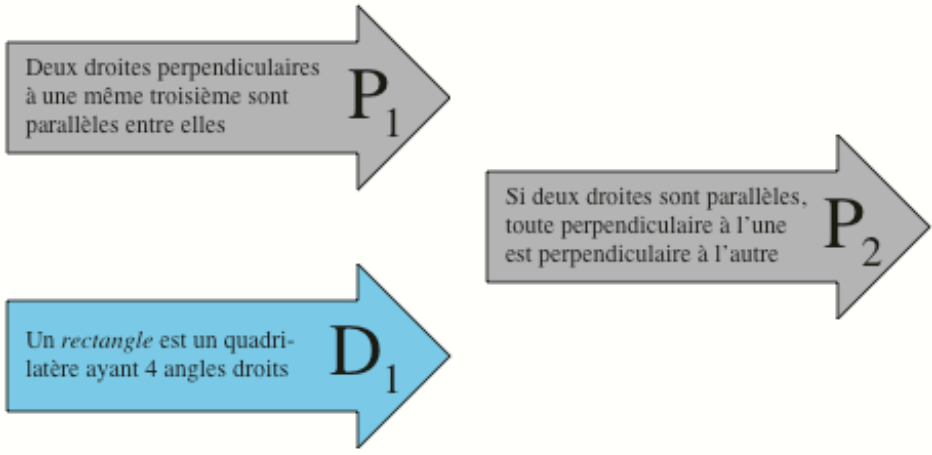 Deux droites perpendiculaires
à une même troisième sont
parallèles entre elles
P1
Si deux droites sont parallèles,
toute perpendiculaire à l’une
est perpendiculaire à l’autre
P2
Un rectangle est un quadri-
latère ayant 4 angles droits
D1